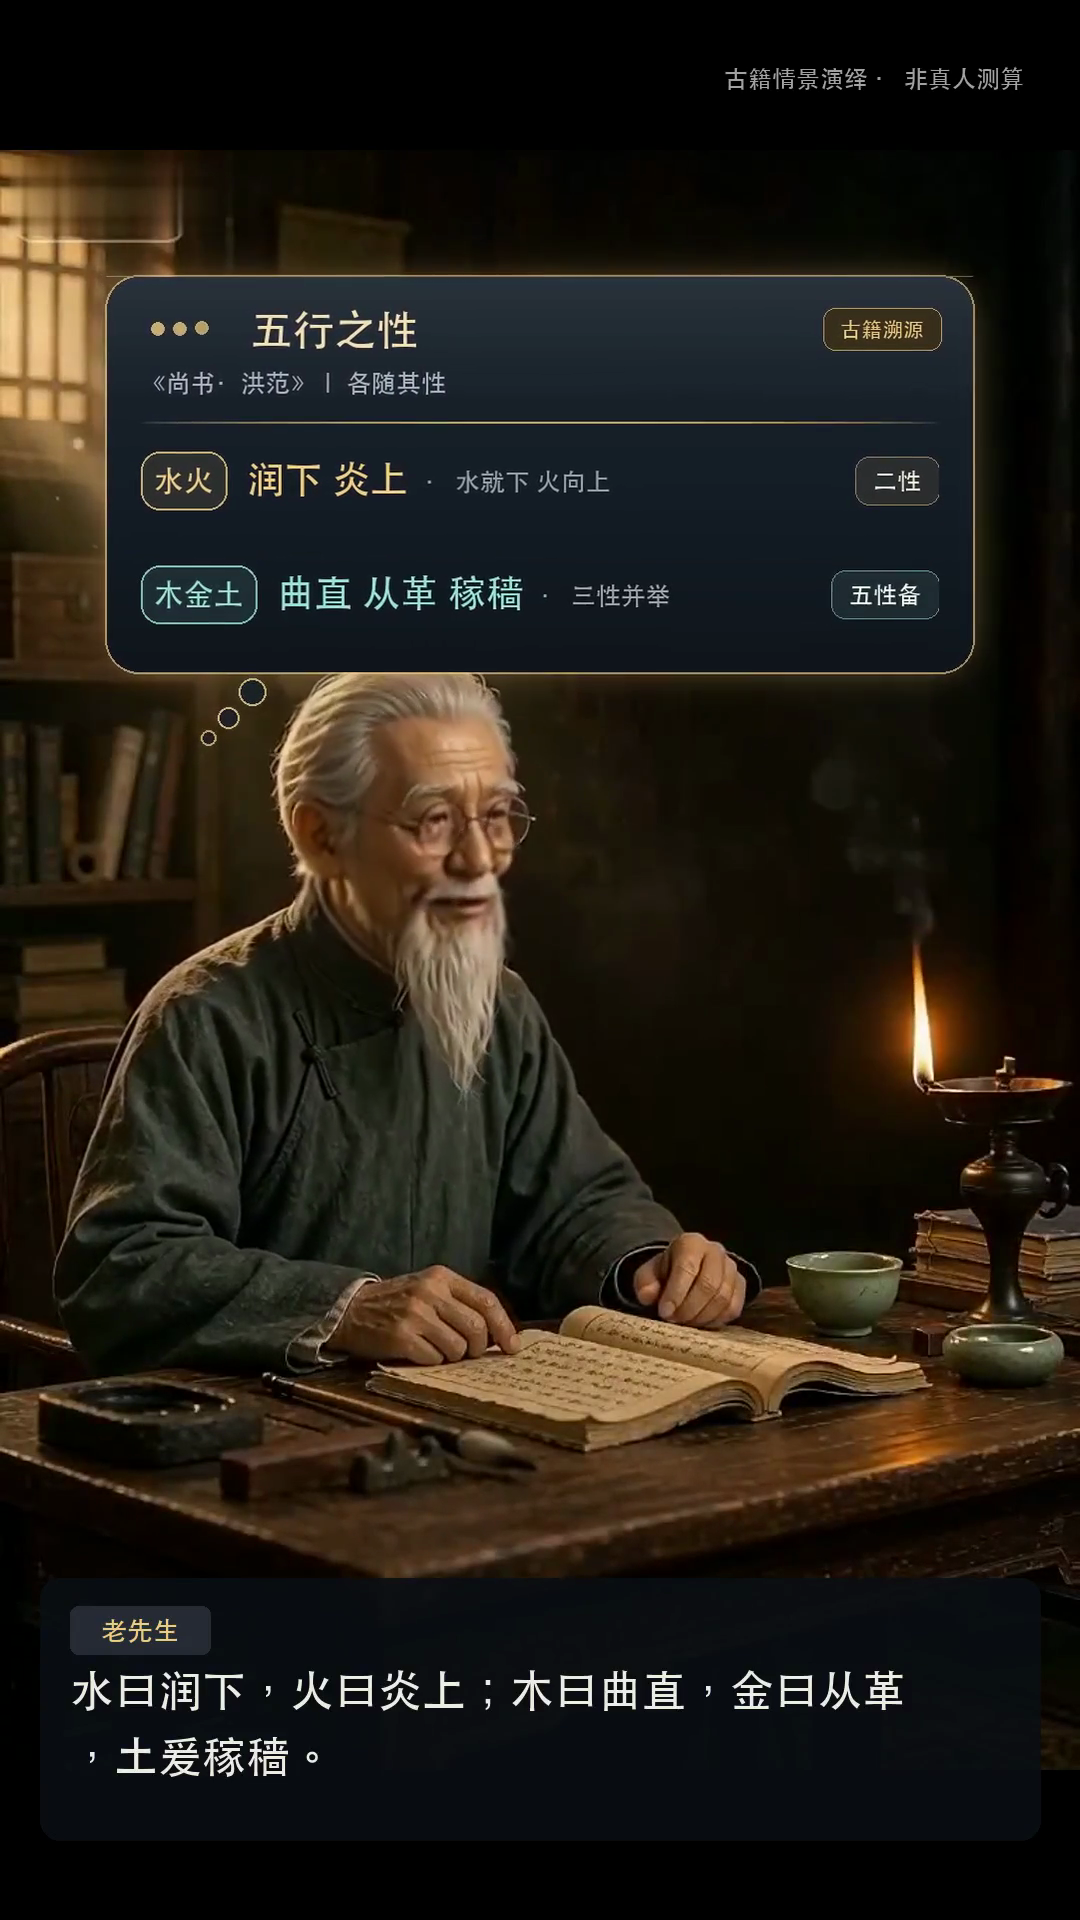 古籍情景演绎· 非真人测算
五行之性
古籍溯源
《尚书·洪范》丨各随其性
水火 润下 炎上 · 水就下 火向上 二性
木金土 曲直 从革 稼穑 · 三性并举 五性备
老先生
水曰润下，火曰炎上；木曰曲直，金曰从革
，土爰稼穑。